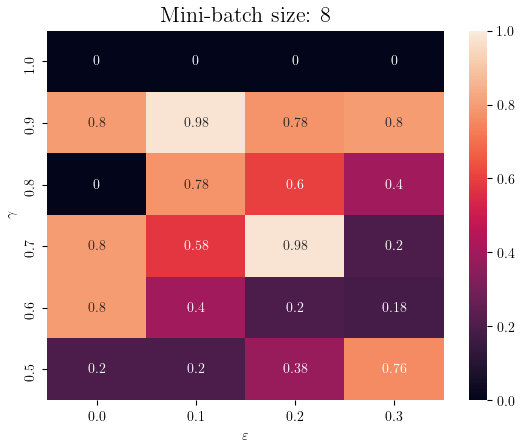 Mini-batch size: 8
1.0 0 0 0 0
0.9 0.8 0.98 0.78 0.8
0.8 0 0.78 0.6 0.4
0.7 0.8 0.58 0.98 0.2
0.6 0.8 0.4 0.2 0.18
0.5 0.2 0.2 0.38 0.76
0.0 0.1 0.2 0.3
ε
γ
1.0
0.8
0.6
0.4
0.2
0.0